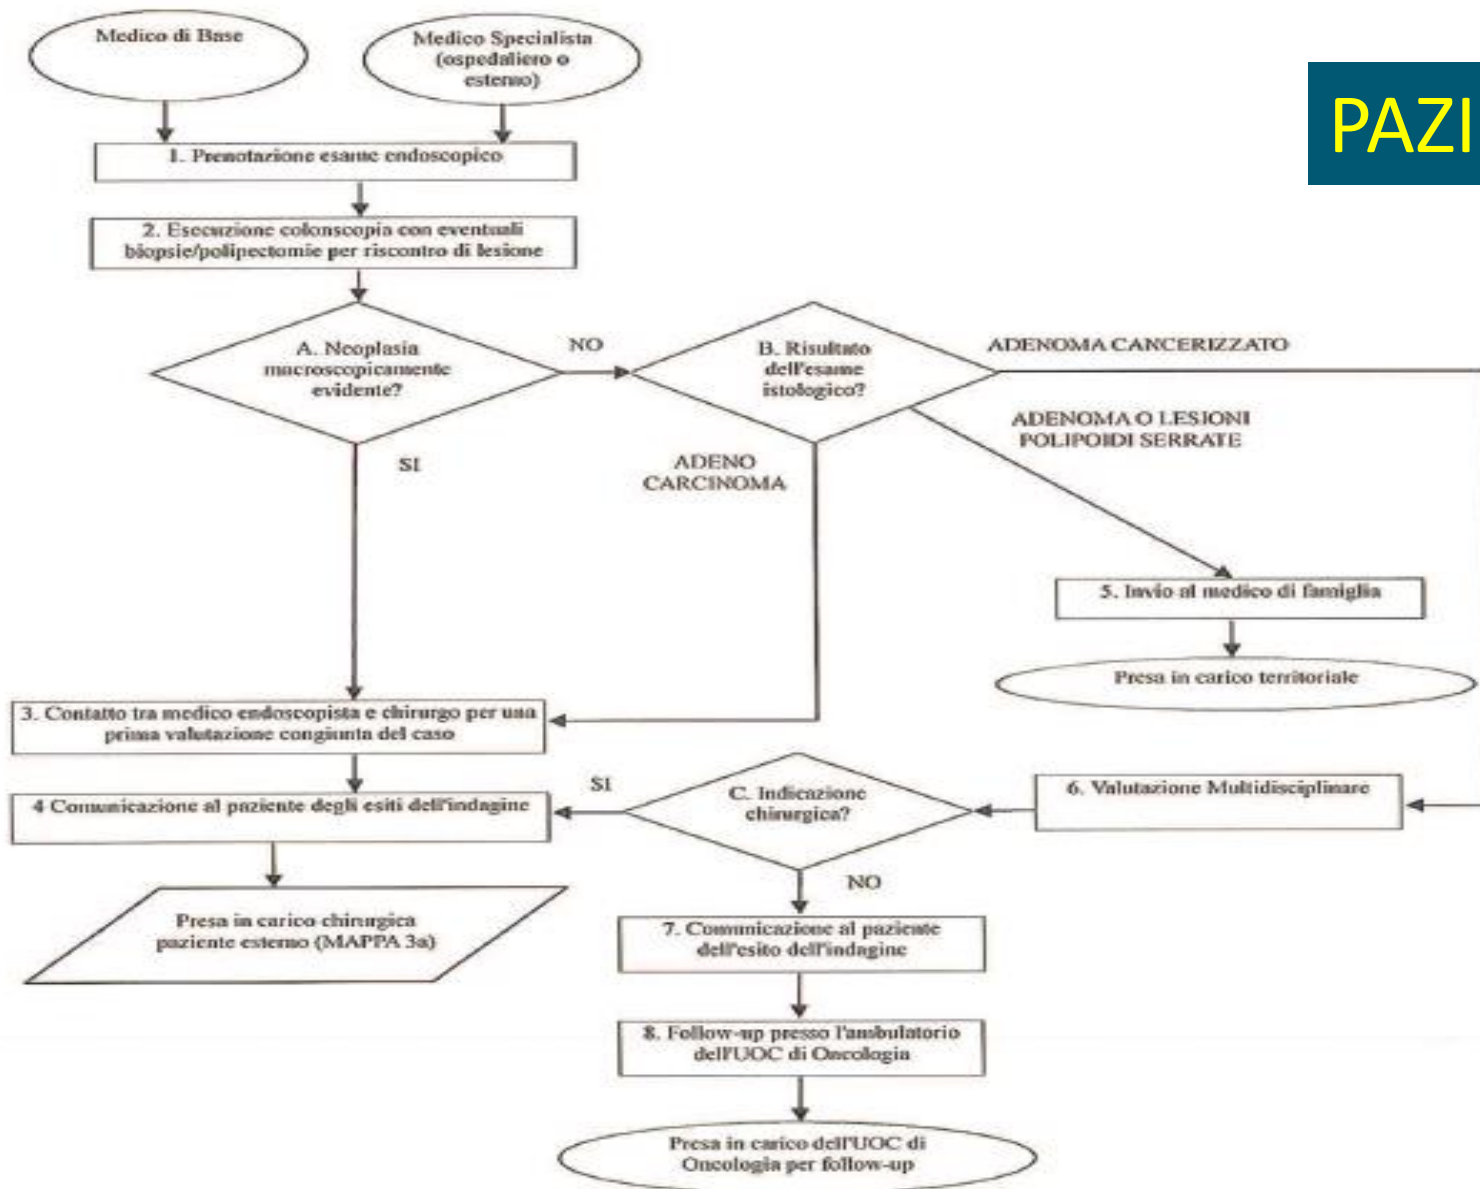 Medico di Base
Medico Specialista
(ospedaliero o
esterno)
PAZI
1. Prenotazione esame endoscopico
2. Esecuzione colonscopia con eventuali
biopsie/polipectomie per riscontro di lesione
A. Neoplasia
macroscopicamente
evidente?
NO
B. Risultato
dell'esame
istologico?
ADENOMA CANCERIZZATO
ADENOMA O LESIONI
POLIPOIDI SERRATE
SI
ADENO
CARCINOMA
5. Invio al medico di famiglia
Presa in carico territoriale
3. Contatto tra medico endoscopista e chirurgo per una
prima valutazione congiunta del caso
SI
C. Indicazione
chirurgica?
6. Valutazione Multidisciplinare
4 Comunicazione al paziente degli esiti dell'indagine
NO
Presa in carico chirurgica
paziente esterno (MAPPA 3a)
7. Comunicazione al paziente
dell'esito dell'indagine
8. Follow-up presso l'ambulatorio
dell'UOC di Oncologia
Presa in carico dell'UOC di
Oncologia per follow-up